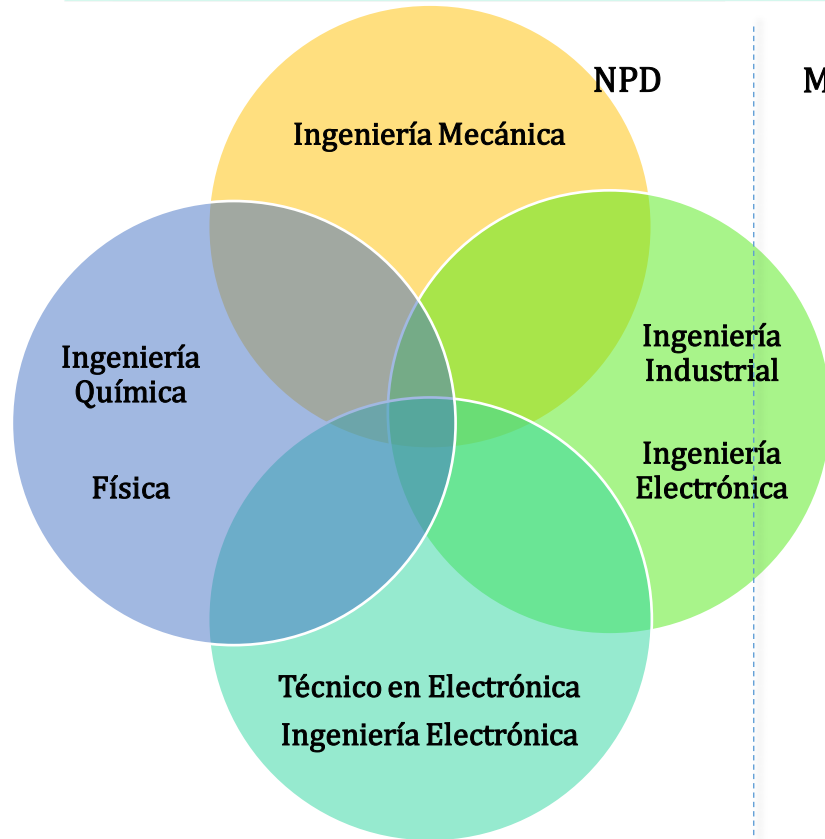 NPD
M
Ingeniería Mecánica
Ingeniería
Química
Física
Ingeniería
Industrial
Ingeniería
Electrónica
Técnico en Electrónica
Ingeniería Electrónica